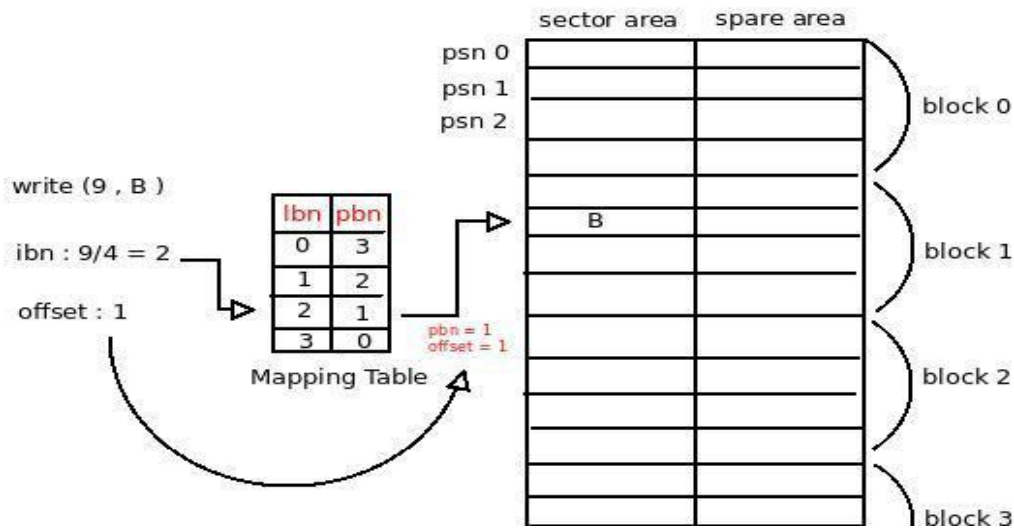 sector area spare area
psn 0
psn 1
psn 2
block 0
write (9 , B )
lbn pbn
0 3
1 2
2 1
3 0
Mapping Table
ibn : 9/4 = 2
offset : 1
pbn = 1
offset = 1
B
block 1
block 2
block 3